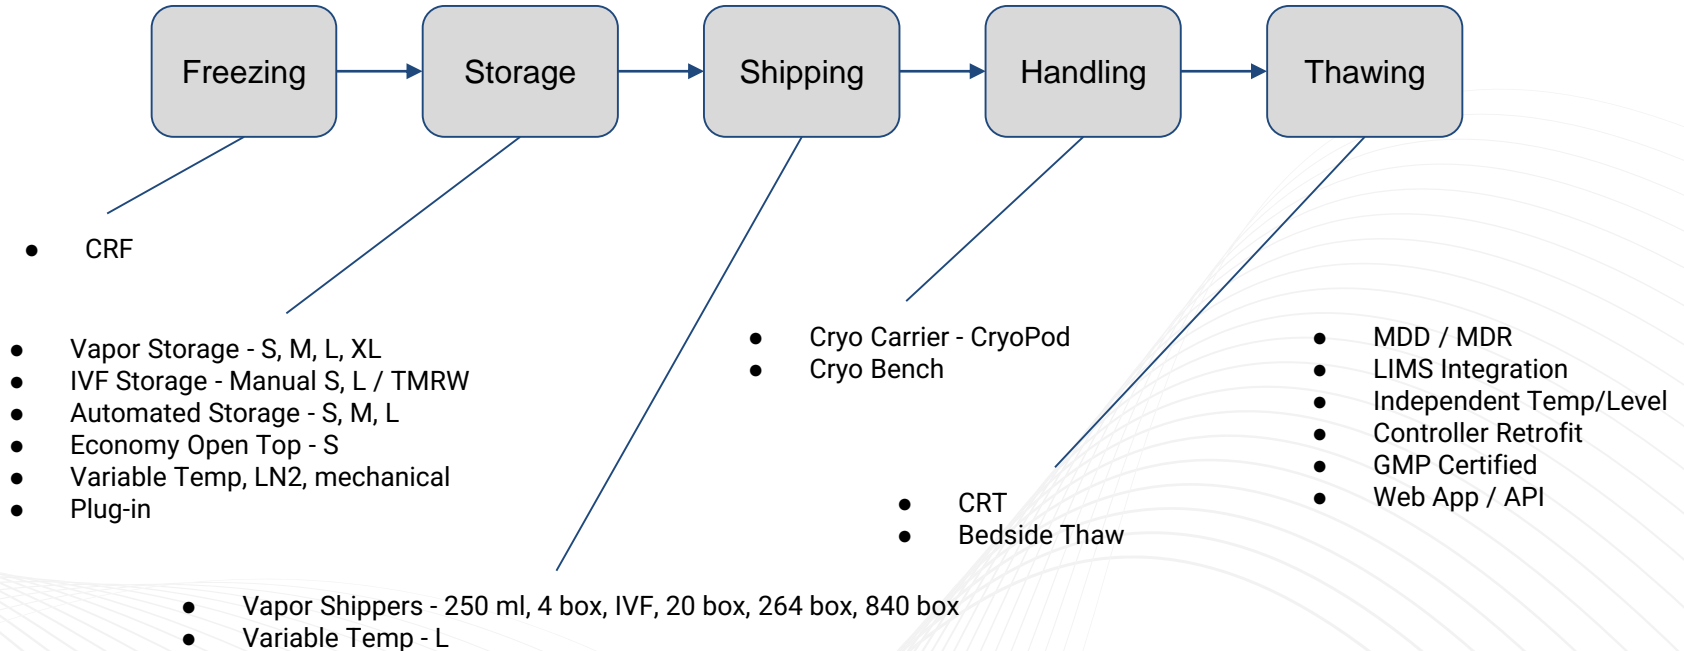 Freezing
Storage
Shipping
Handling
Thawing
● CRF
● Vapor Storage - S, M, L, XL
● IVF Storage - Manual S, L / TMRW
● Automated Storage - S, M, L
● Economy Open Top - S
● Variable Temp, LN2, mechanical
● Plug-in
● Vapor Shippers - 250 ml, 4 box, IVF, 20 box, 264 box, 840 box
● Variable Temp - L
● Cryo Carrier - CryoPod
● Cryo Bench
● CRT
● Bedside Thaw
● MDD / MDR
● LIMS Integration
● Independent Temp/Level
● Controller Retrofit
● GMP Certified
● Web App / API